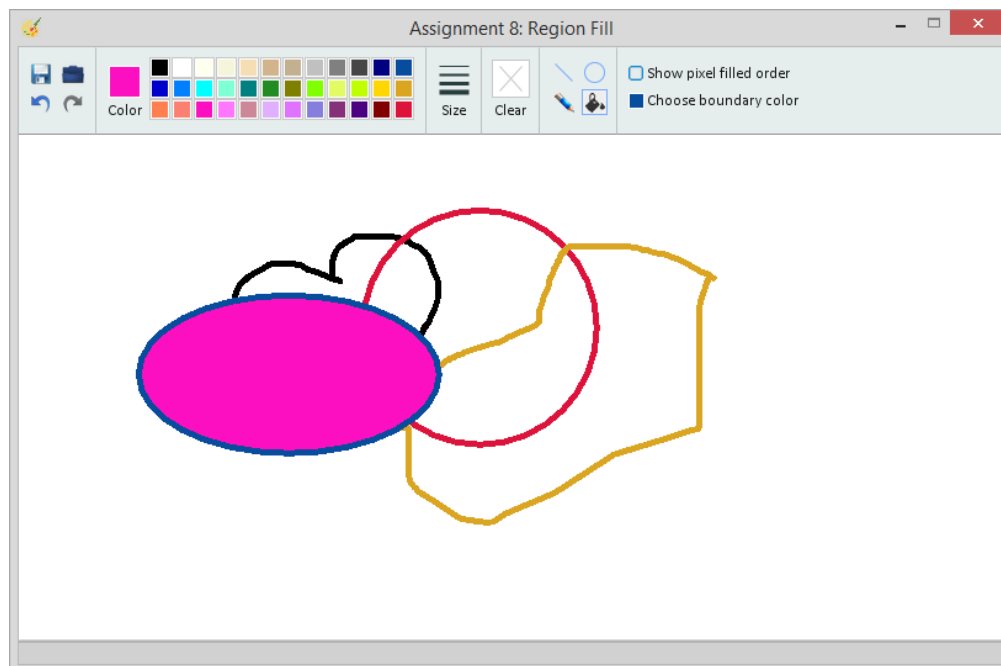 Assignment 8: Region Fill
Show pixel filled order
Choose boundary color
Color
Size
Clear